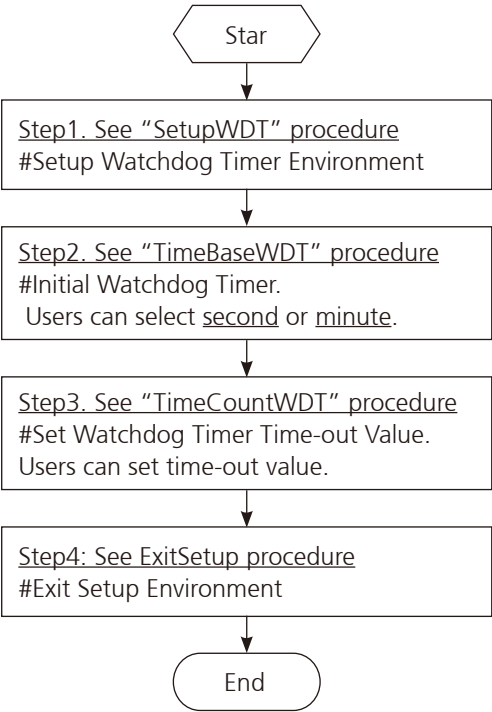 Star
Step1. See “SetupWDT” procedure
#Setup Watchdog Timer Environment
Step2. See “TimeBaseWDT” procedure
#Initial Watchdog Timer.
Users can select second or minute.
Step3. See “TimeCountWDT” procedure
#Set Watchdog Timer Time-out Value.
Users can set time-out value.
Step4: See ExitSetup procedure
#Exit Setup Environment
End